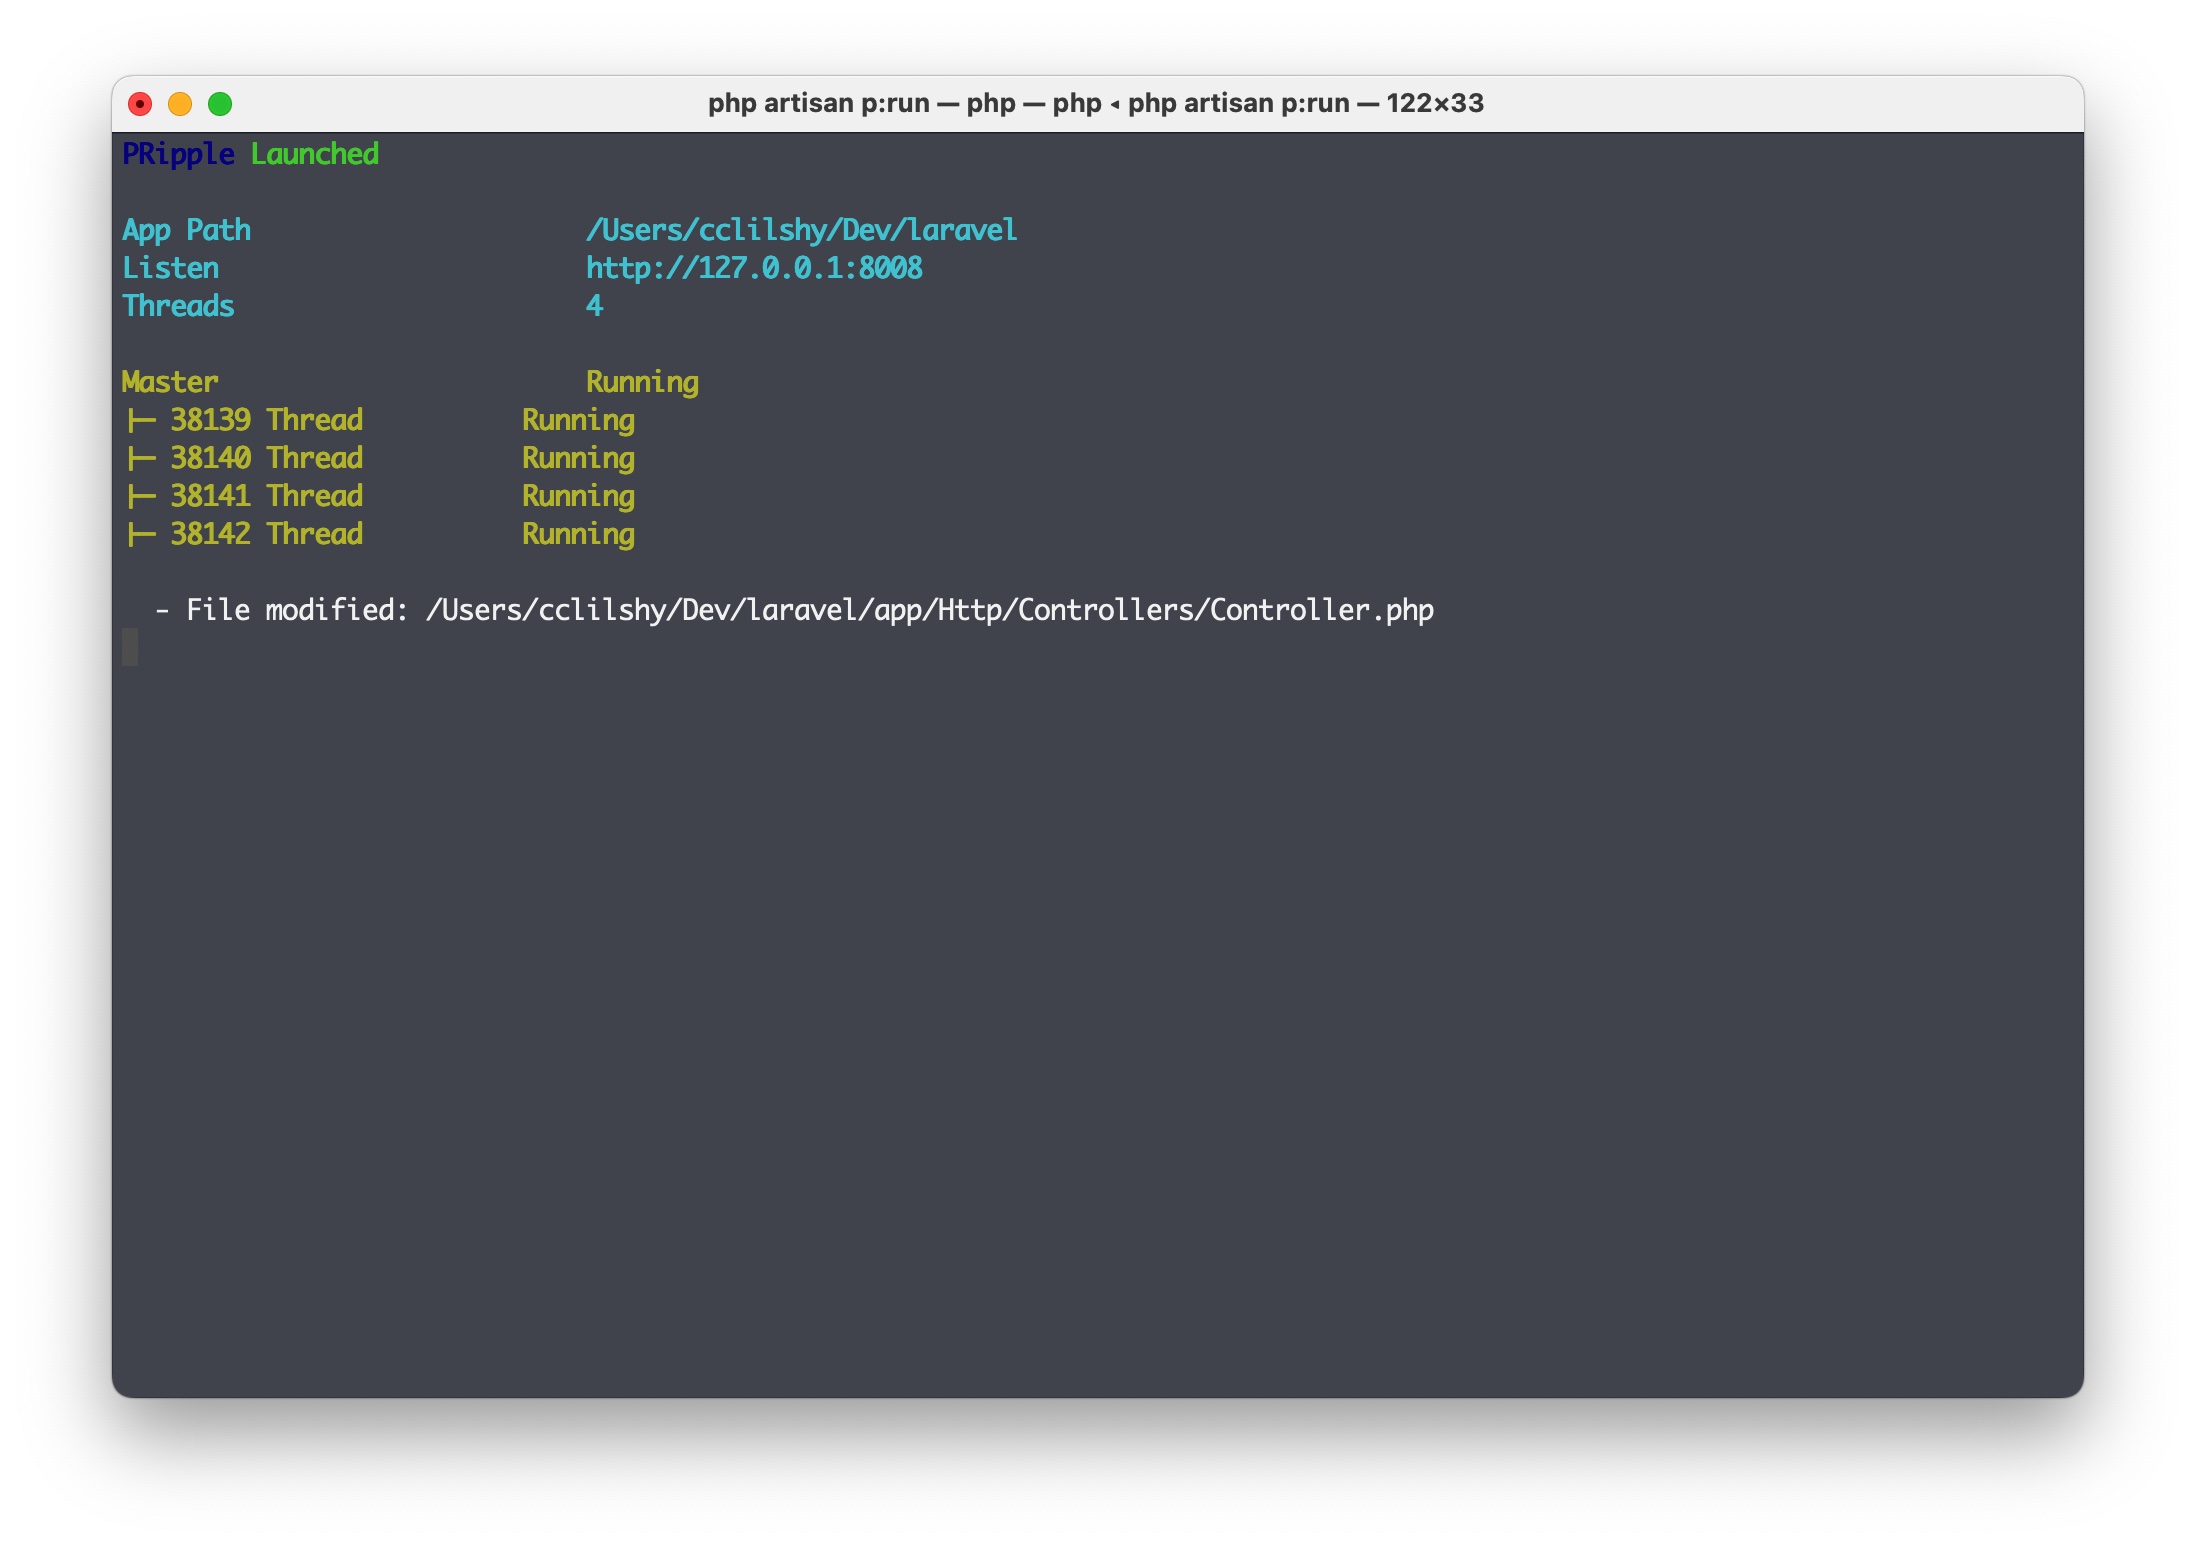 php artisan p:run — php — php ◂ php artisan p:run — 122×33
PRipple Launched
App Path /Users/cclilshy/Dev/laravel
Listen http://127.0.0.1:8008
Threads 4
Master Running
├─ 38139 Thread Running
├─ 38140 Thread Running
├─ 38141 Thread Running
├─ 38142 Thread Running
- File modified: /Users/cclilshy/Dev/laravel/app/Http/Controllers/Controller.php